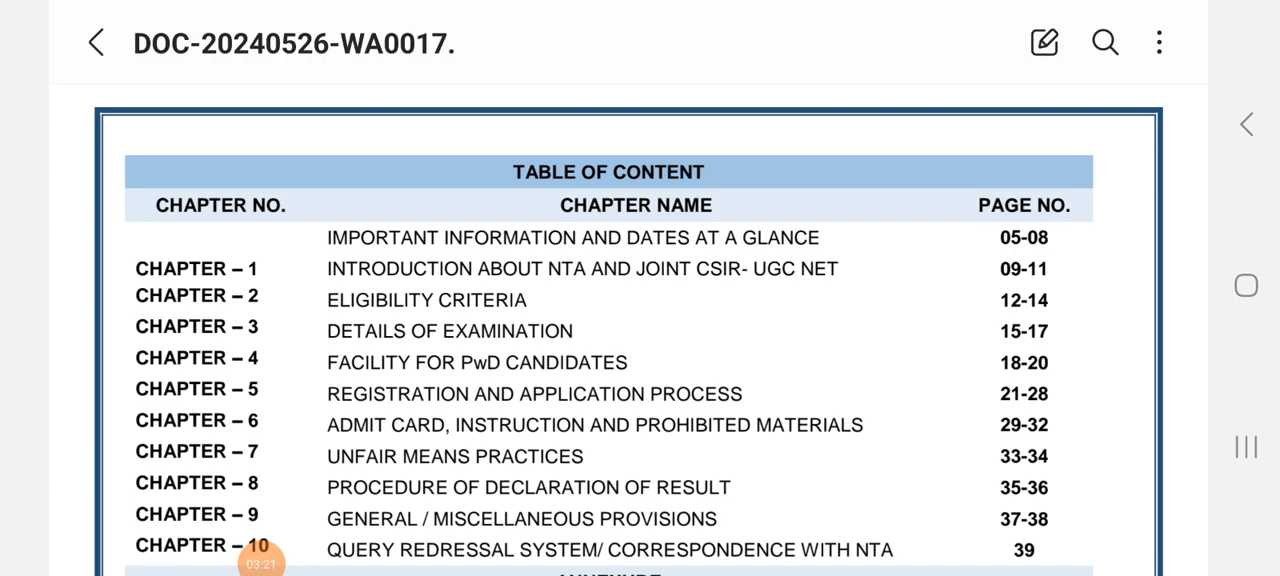 DOC-20240526-WA0017.
TABLE OF CONTENT
CHAPTER NO. CHAPTER NAME PAGE NO.
IMPORTANT INFORMATION AND DATES AT A GLANCE 05-08
CHAPTER – 1 INTRODUCTION ABOUT NTA AND JOINT CSIR- UGC NET 09-11
CHAPTER – 2 ELIGIBILITY CRITERIA 12-14
CHAPTER – 3 DETAILS OF EXAMINATION 15-17
CHAPTER – 4 FACILITY FOR PwD CANDIDATES 18-20
CHAPTER – 5 REGISTRATION AND APPLICATION PROCESS 21-28
CHAPTER – 6 ADMIT CARD, INSTRUCTION AND PROHIBITED MATERIALS 29-32
CHAPTER – 7 UNFAIR MEANS PRACTICES 33-34
CHAPTER – 8 PROCEDURE OF DECLARATION OF RESULT 35-36
CHAPTER – 9 GENERAL / MISCELLANEOUS PROVISIONS 37-38
CHAPTER – 10 QUERY REDRESSAL SYSTEM/ CORRESPONDENCE WITH NTA 39
03:21